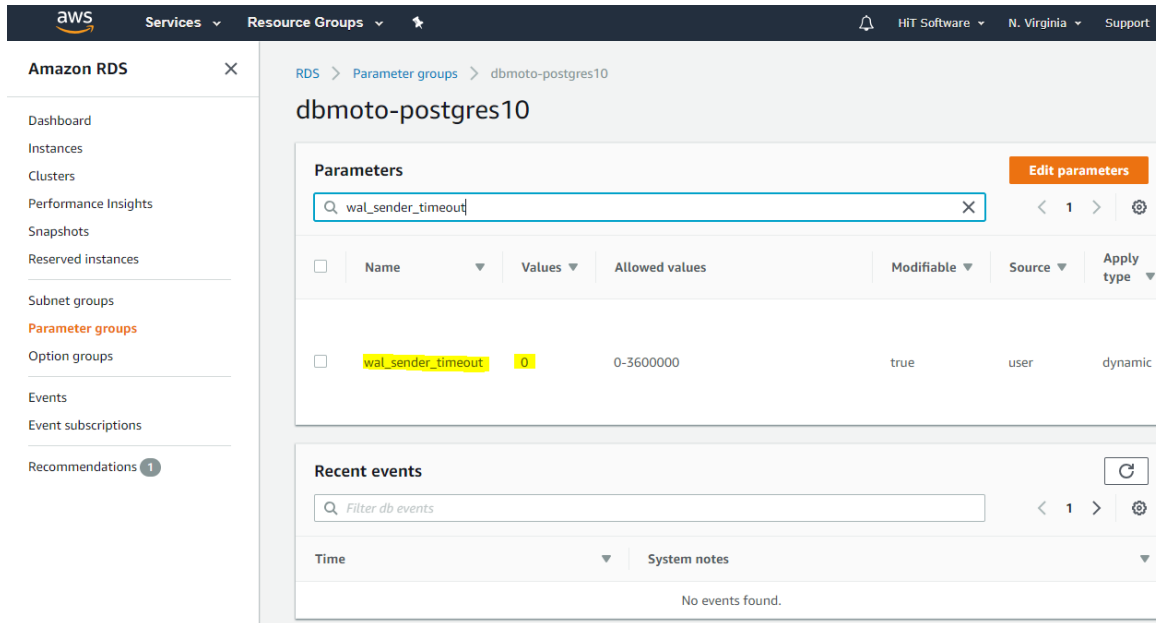 aws Services Resource Groups HiT Software N. Virginia Support
Amazon RDS
Dashboard
Instances
Clusters
Performance Insights
Snapshots
Reserved instances
Subnet groups
Parameter groups
Option groups
Events
Event subscriptions
Recommendations 1
RDS > Parameter groups > dbmoto-postgres10
dbmoto-postgres10
Parameters
Edit parameters
wal_sender_timeout
1
Name Values Allowed values Modifiable Source Apply type
wal_sender_timeout 0 0-3600000 true user dynamic
Recent events
Filter db events
1
Time System notes
No events found.